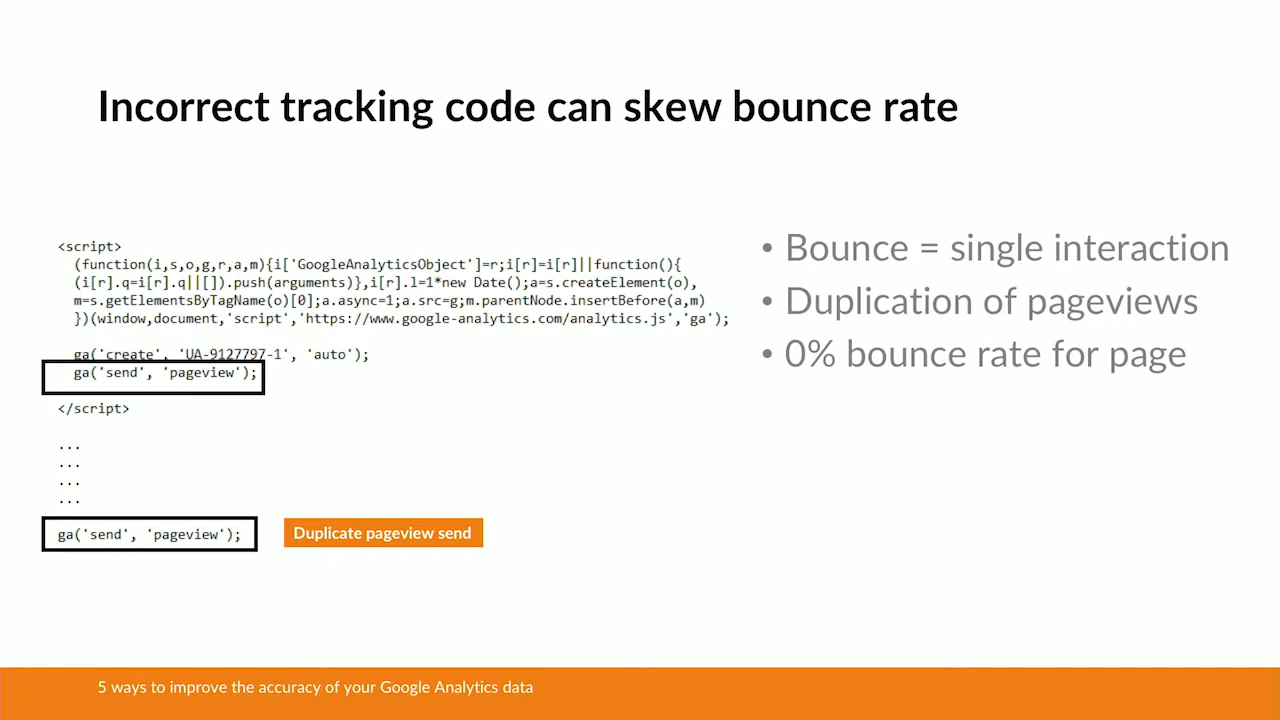 Incorrect tracking code can skew bounce rate
<script>
(function(i,s,o,g,r,a,m){i['GoogleAnalyticsObject']=r;i[r]=i[r]||function(){
(i[r].q=i[r].q||[]).push(arguments)},i[r].l=1*new Date();a=s.createElement(o),
m=s.getElementsByTagName(o)[0];a.async=1;a.src=g;m.parentNode.insertBefore(a,m)
})(window,document,'script','https://www.google-analytics.com/analytics.js','ga');
ga('create', 'UA-9127797-1', 'auto');
ga('send', 'pageview');
</script>
...
...
...
...
ga('send', 'pageview');
Duplicate pageview send
• Bounce = single interaction
• Duplication of pageviews
• 0% bounce rate for page
5 ways to improve the accuracy of your Google Analytics data